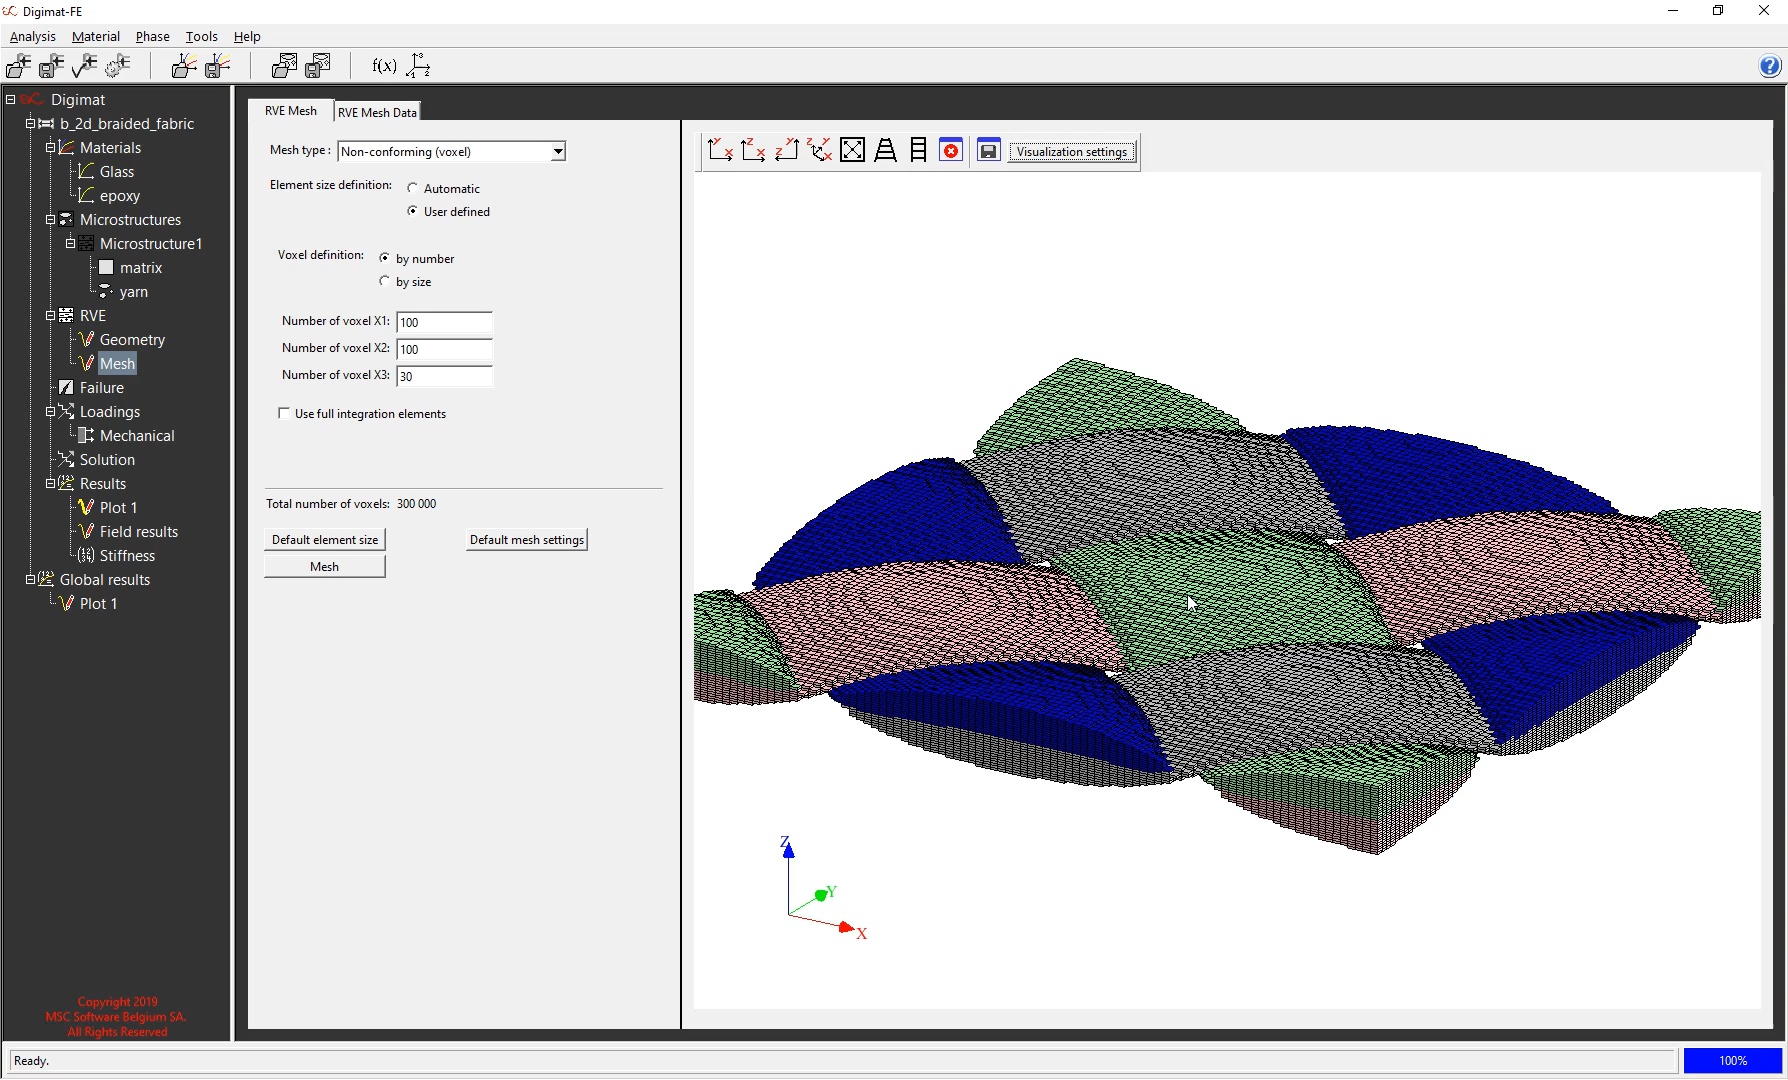 Digimat-FE
Analysis Material Phase Tools Help
f(x)
Digimat
b_2d_braided_fabric
Materials
Glass
epoxy
Microstructures
Microstructure1
matrix
yarn
RVE
Geometry
Mesh
Failure
Loadings
Mechanical
Solution
Results
Plot 1
Field results
Stiffness
Global results
Plot 1
Copyright 2019
MSC Software Belgium SA.
All Rights Reserved
RVE Mesh RVE Mesh Data
Mesh type : Non-conforming (voxel)
Element size definition: Automatic
User defined
Voxel definition: by number
by size
Number of voxel X1: 100
Number of voxel X2: 100
Number of voxel X3: 30
Use full integration elements
Total number of voxels: 300 000
Default element size Default mesh settings
Mesh
Visualization settings
Z
Y
X
Ready.
100%